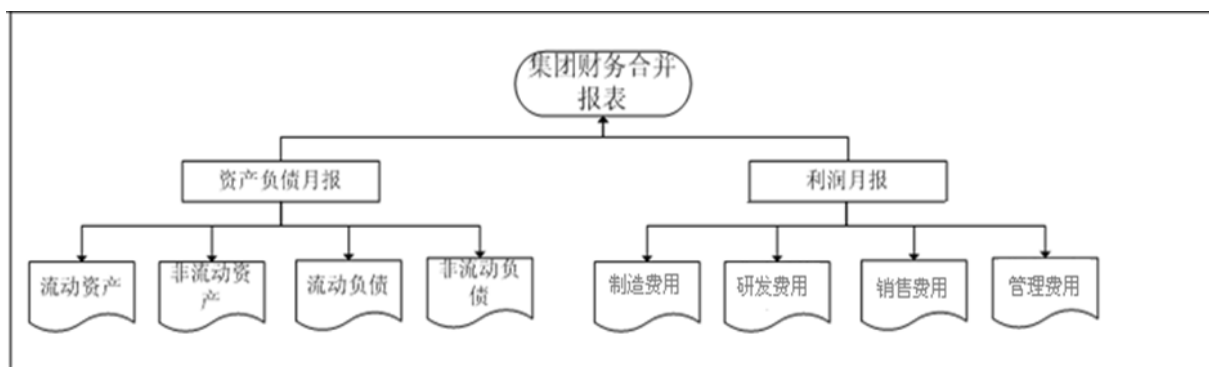 集团财务合并
报表
资产负债月报
利润月报
流动资产
非流动资
产
流动负债
非流动负
债
制造费用
研发费用
销售费用
管理费用